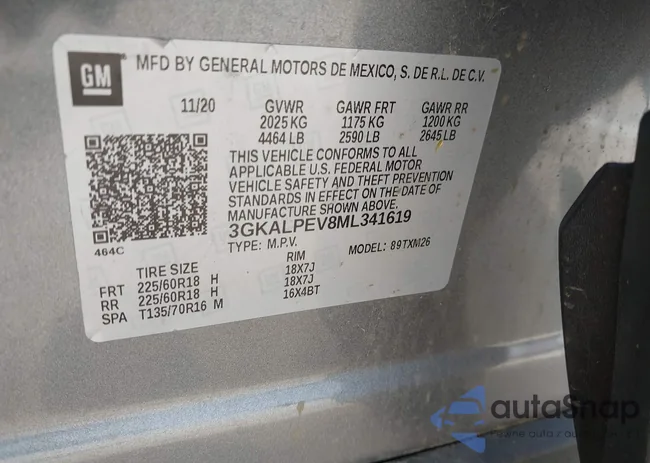 GM
MFD BY GENERAL MOTORS DE MEXICO, S. DE R.L. DE C.V.
11/20 GVWR GAWR FRT GAWR RR
2025 KG 1175 KG 1200 KG
4464 LB 2590 LB 2645 LB
THIS VEHICLE CONFORMS TO ALL
APPLICABLE U.S. FEDERAL MOTOR
VEHICLE SAFETY AND THEFT PREVENTION
STANDARDS IN EFFECT ON THE DATE OF
MANUFACTURE SHOWN ABOVE.
3GKALPEV8ML341619
464C
TYPE: M.P.V. MODEL: 89TXM26
TIRE SIZE RIM
FRT 225/60R18 H 18X7J
RR 225/60R18 H 18X7J
SPA T135/70R16 M 16X4BT
autaSnap